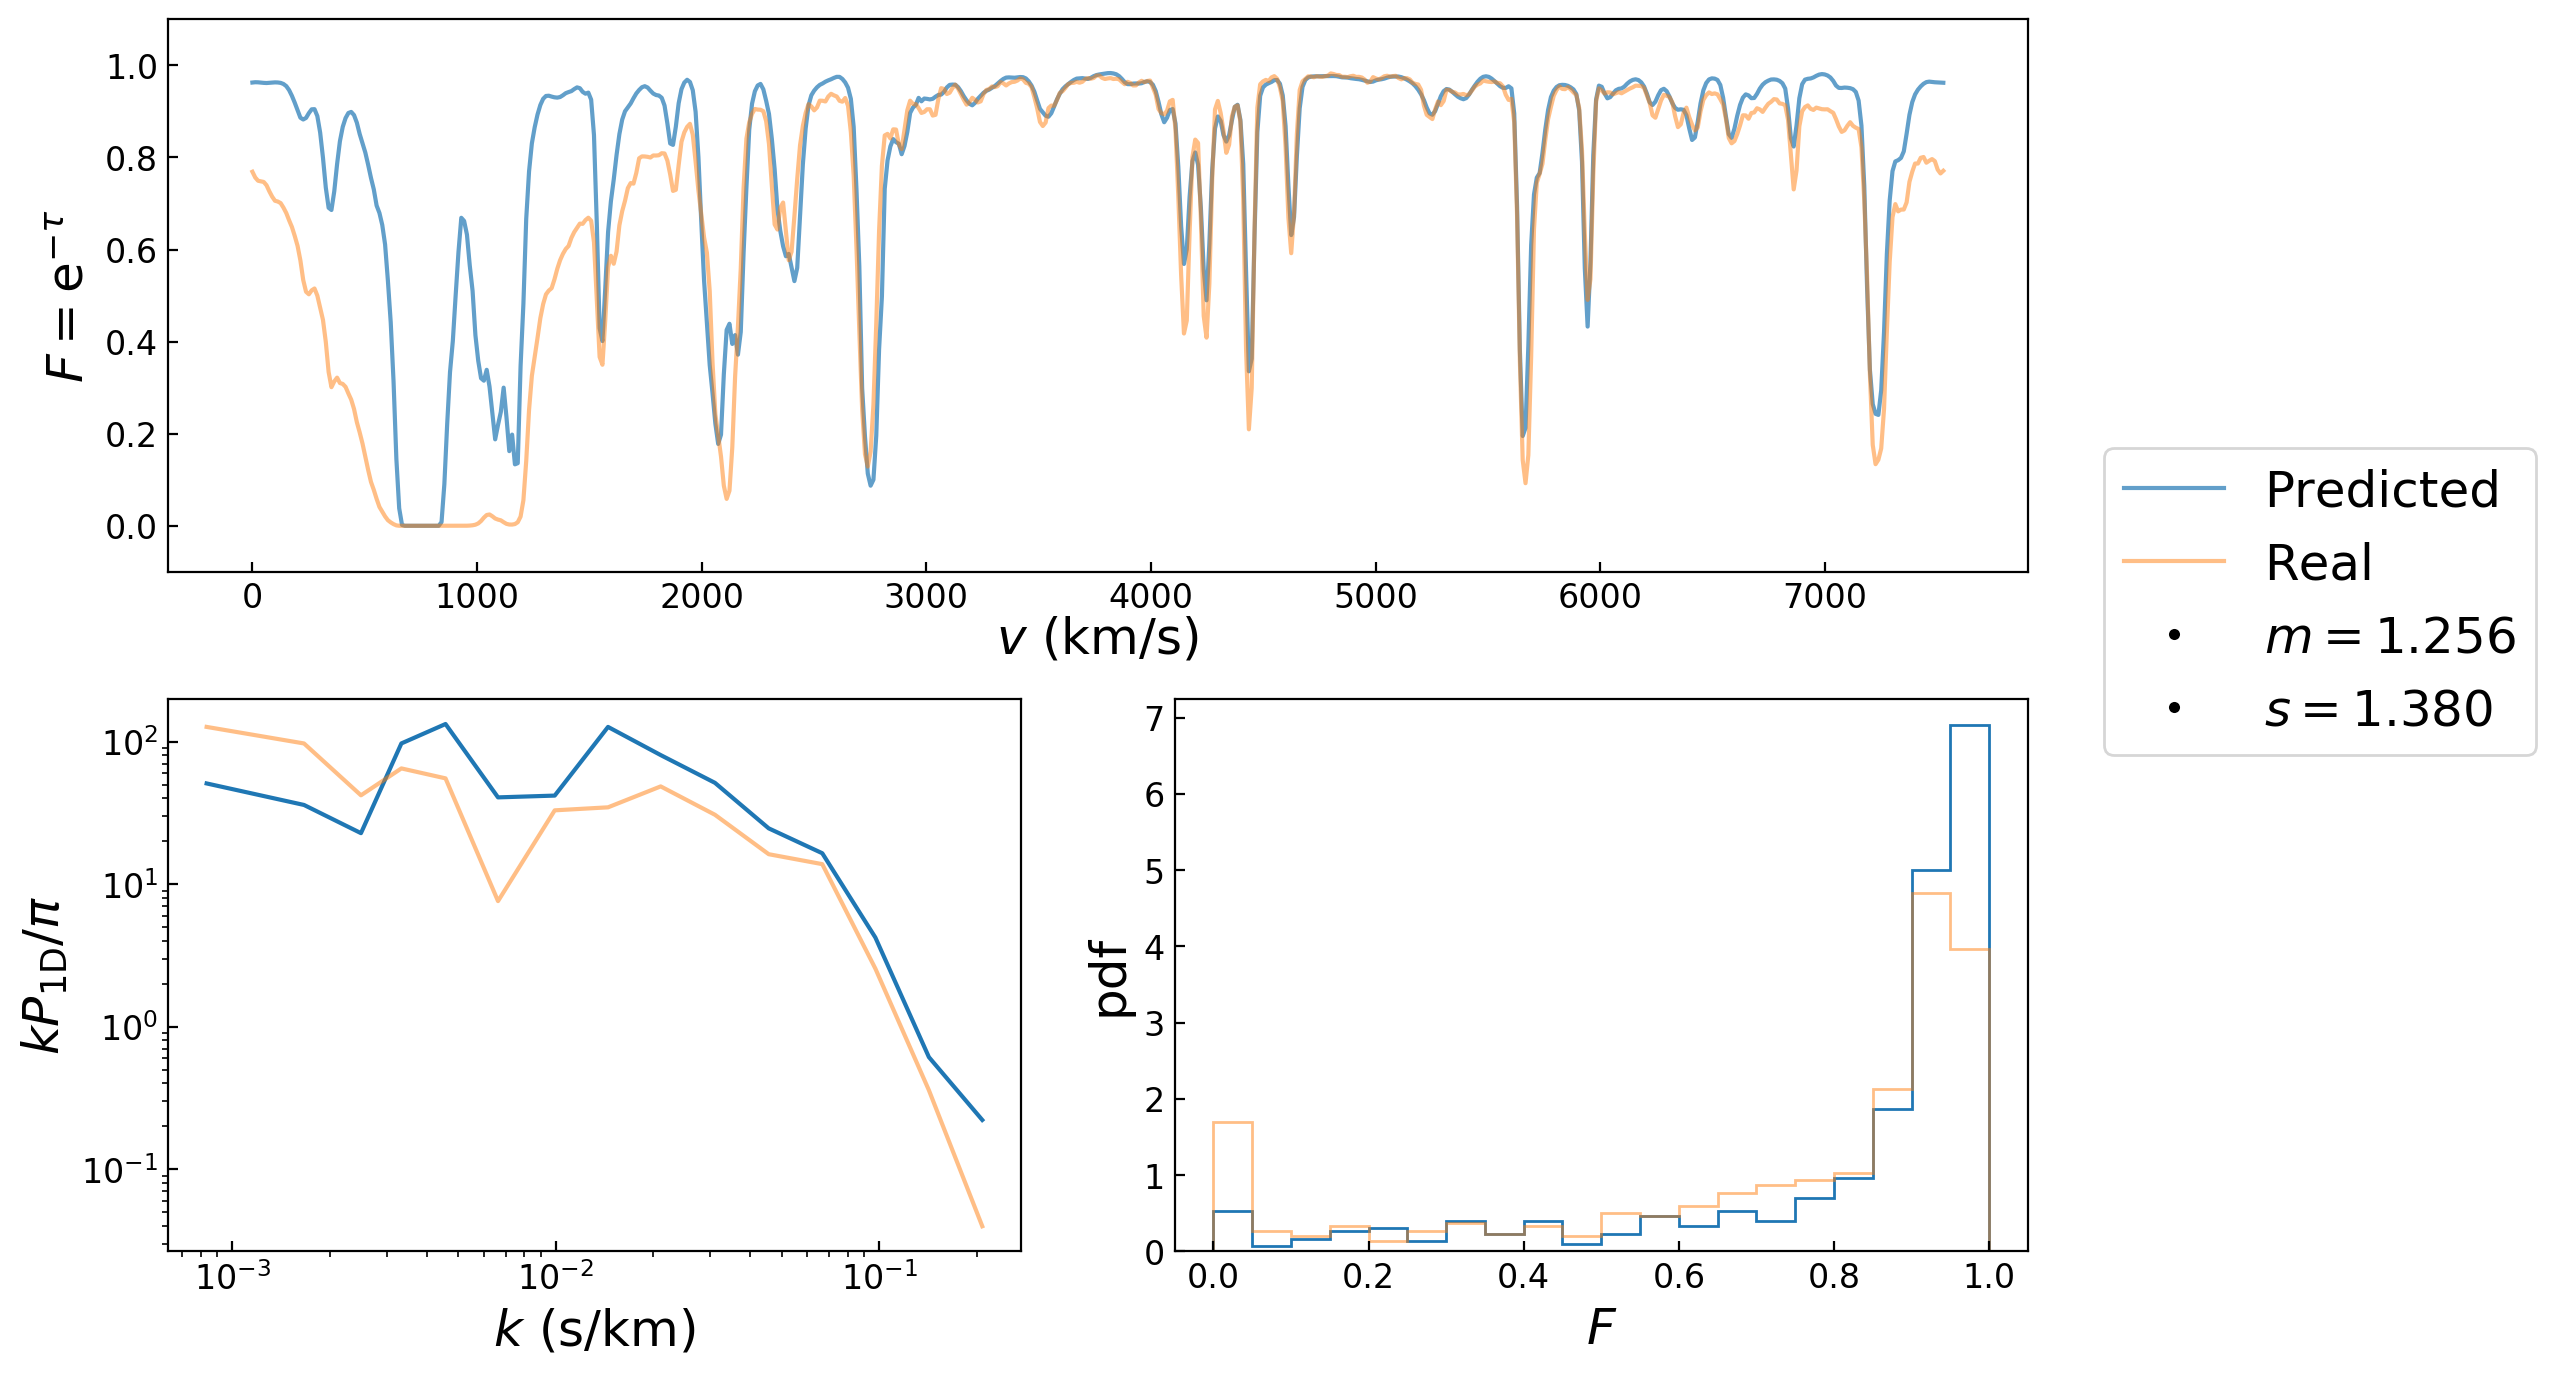 F = e^{-τ}
1.0
0.8
0.6
0.4
0.2
0.0
0 1000 2000 3000 4000 5000 6000 7000
v (km/s)
Predicted
Real
m = 1.256
s = 1.380
kP_{1D}/π
10^2
10^1
10^0
10^{-1}
10^{-3} 10^{-2} 10^{-1}
k (s/km)
pdf
7
6
5
4
3
2
1
0
0.0 0.2 0.4 0.6 0.8 1.0
F